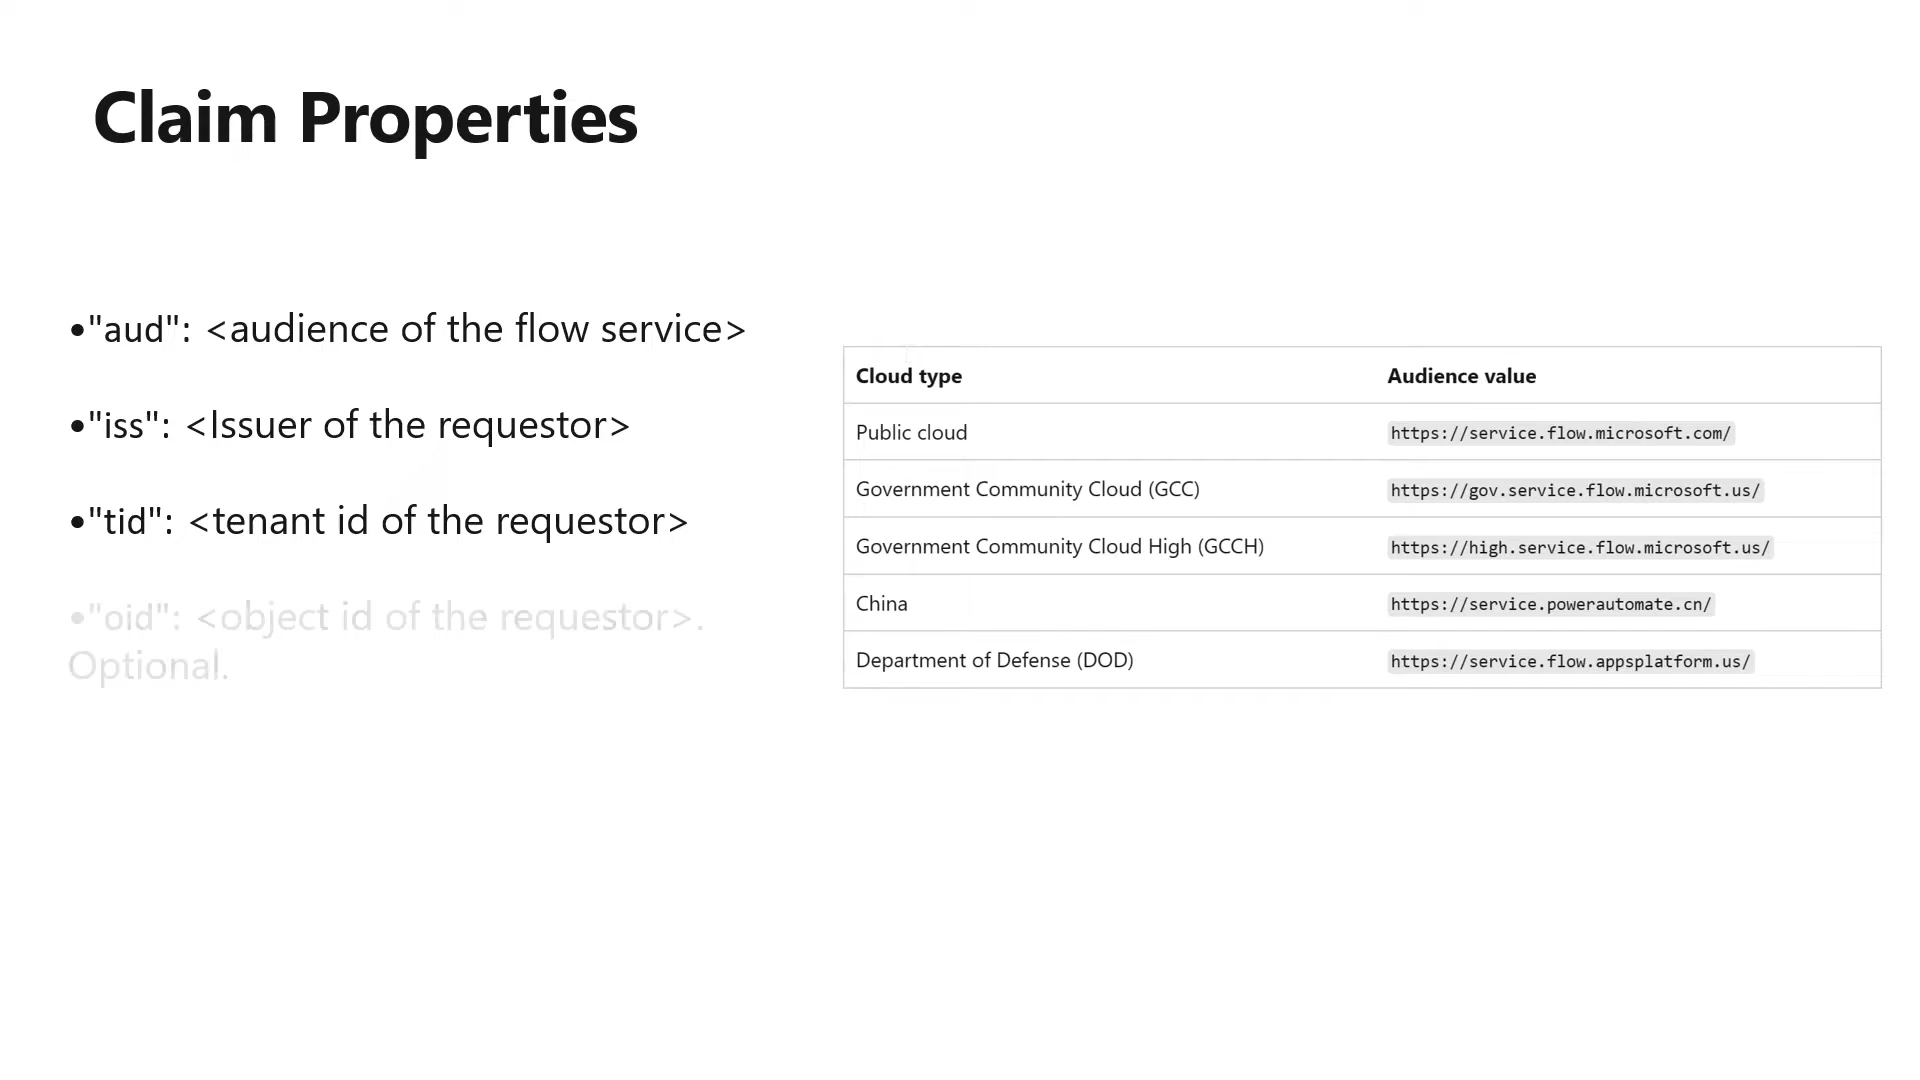 Claim Properties
•"aud": <audience of the flow service>
•"iss": <Issuer of the requestor>
•"tid": <tenant id of the requestor>
•"oid": <object id of the requestor>.
Optional.
Cloud type Audience value
Public cloud https://service.flow.microsoft.com/
Government Community Cloud (GCC) https://gov.service.flow.microsoft.us/
Government Community Cloud High (GCCH) https://high.service.flow.microsoft.us/
China https://service.powerautomate.cn/
Department of Defense (DOD) https://service.flow.appsplatform.us/